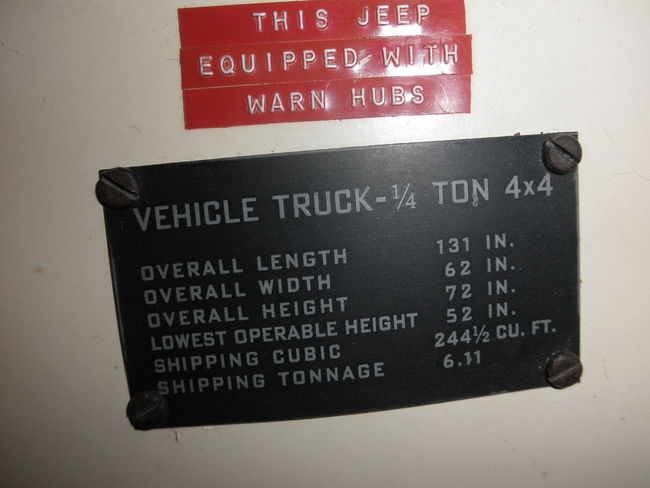 THIS JEEP
EQUIPPED WITH
WARN HUBS
VEHICLE TRUCK-¼ TON 4x4
OVERALL LENGTH 131 IN.
OVERALL WIDTH 62 IN.
OVERALL HEIGHT 72 IN.
LOWEST OPERABLE HEIGHT 52 IN.
SHIPPING CUBIC 244½ CU. FT.
SHIPPING TONNAGE 6.11